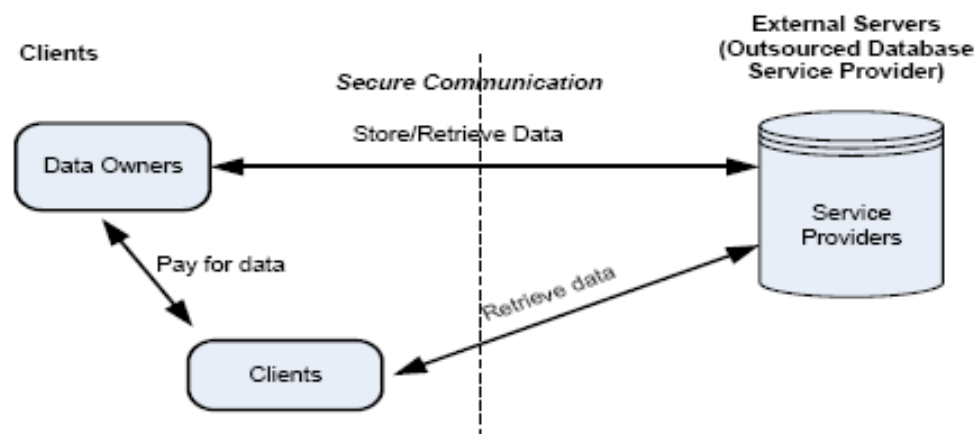 Clients
External Servers
(Outsourced Database
Service Provider)
Secure Communication
Store/Retrieve Data
Data Owners
Service
Providers
Pay for data
Retrieve data
Clients